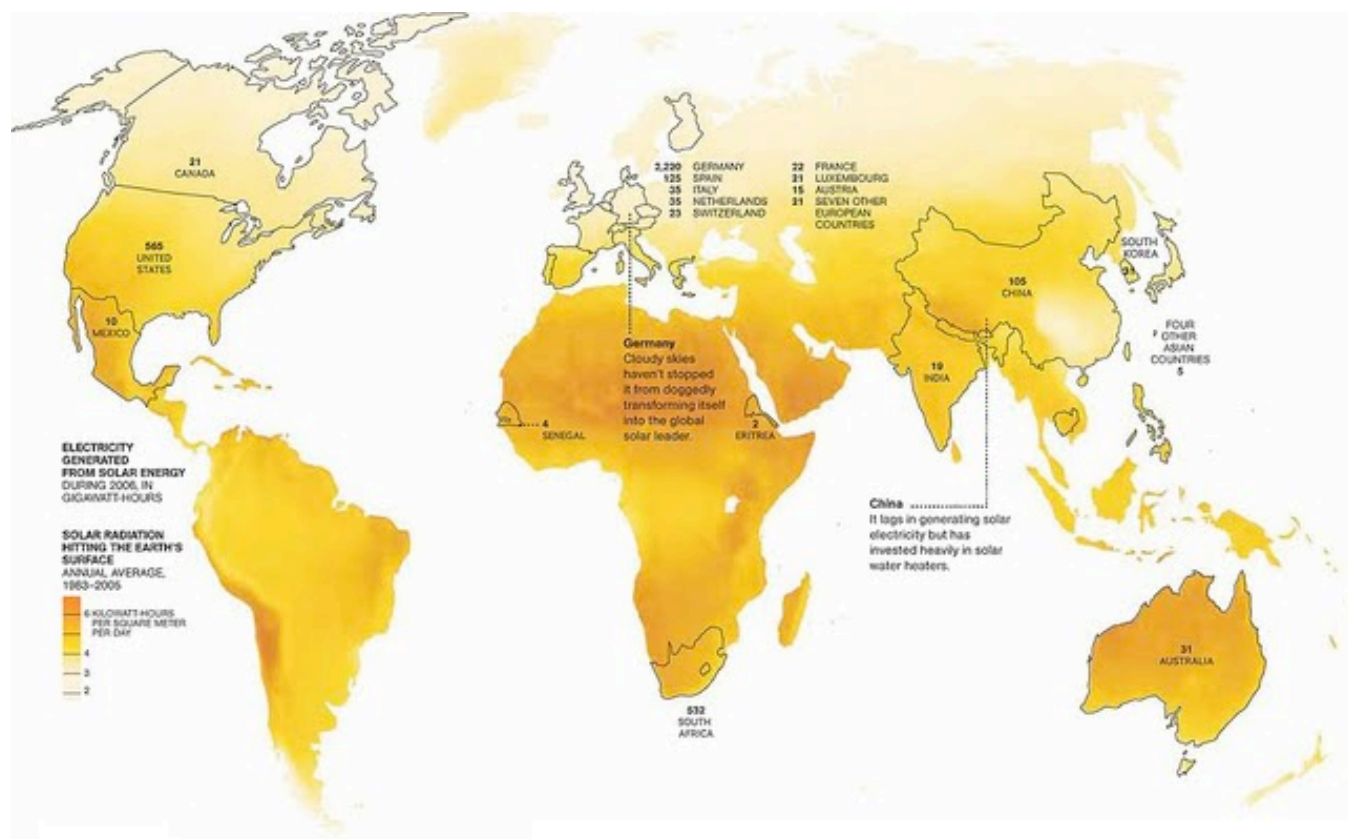 21
CANADA
565
UNITED
STATES
10
MEXICO
2,220 GERMANY
125 SPAIN
35 ITALY
35 NETHERLANDS
23 SWITZERLAND
22 FRANCE
21 LUXEMBOURG
15 AUSTRIA
21 SEVEN OTHER
EUROPEAN
COUNTRIES
SOUTH
KOREA
31
105
CHINA
FOUR
OTHER
ASIAN
COUNTRIES
5
19
INDIA
Germany
Cloudy skies
haven't stopped
it from doggedly
transforming itself
into the global
solar leader.
4
SENEGAL
2
ERITREA
China
It lags in generating solar
electricity but has
invested heavily in solar
water heaters.
ELECTRICITY
GENERATED
FROM SOLAR ENERGY
DURING 2006, IN
GIGAWATT-HOURS
SOLAR RADIATION
HITTING THE EARTH'S
SURFACE
ANNUAL AVERAGE,
1983–2005
6 KILOWATT-HOURS
PER SQUARE METER
PER DAY
4
3
2
532
SOUTH
AFRICA
31
AUSTRALIA